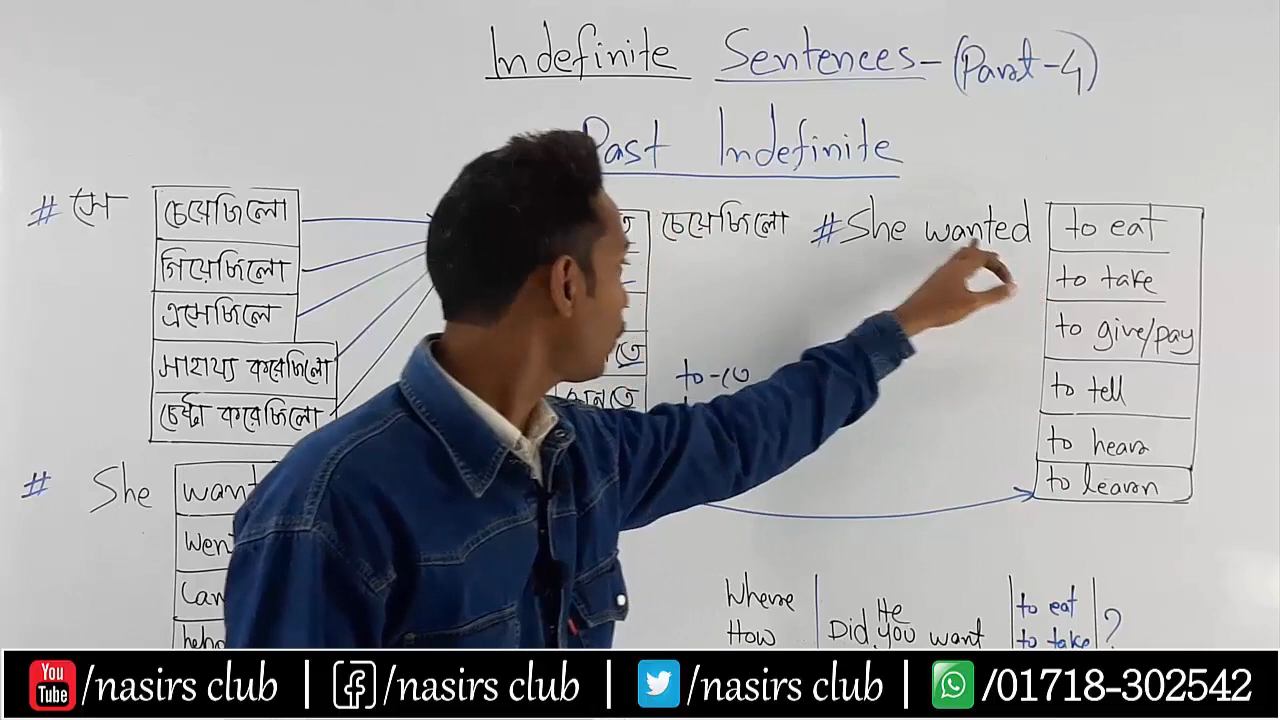 Indefinite Sentences - (Part-4)
Past Indefinite
# সে
চেয়েছিলো
গিয়েছিলো
এসেছিলো
সাহায্য করেছিলো
চেষ্টা করেছিলো
চেয়েছিলো
#She wanted
to eat
to take
to give/pay
to tell
to hear
to learn
to-তে
# She
Where
How
He
Did you want
to eat
to take
?
You Tube /nasirs club | f /nasirs club | /nasirs club | /01718-302542